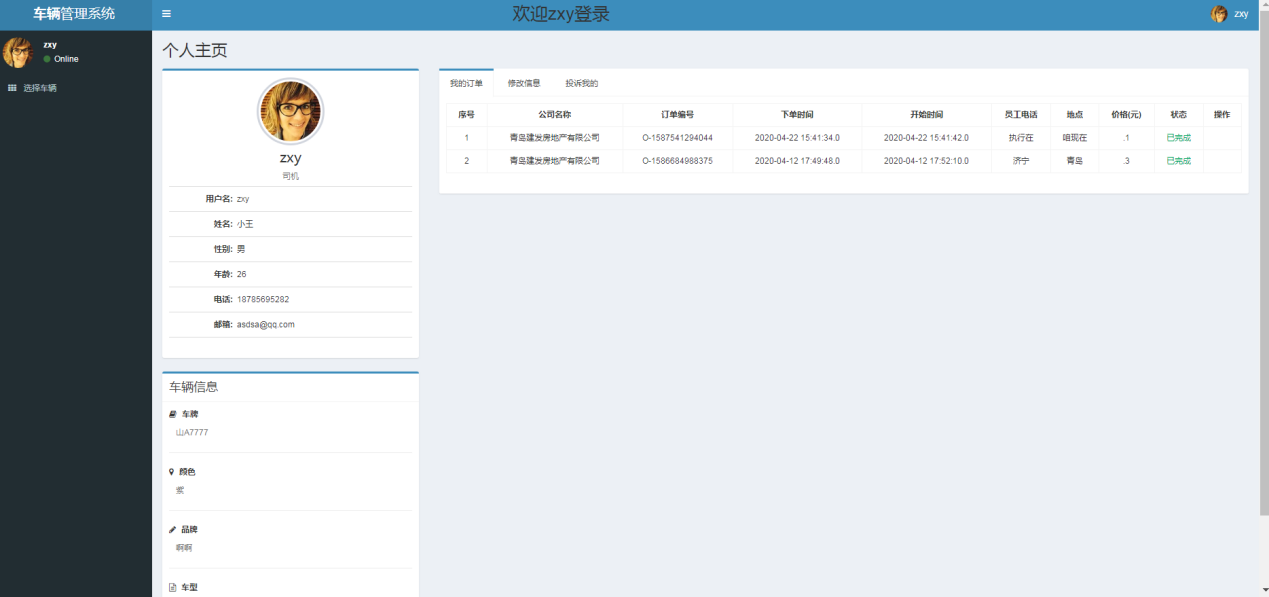 车辆管理系统
欢迎zxy登录
zxy
zxy
Online
选择车辆
个人主页
zxy
司机
用户名: zxy
姓名: 小王
性别: 男
年龄: 26
电话: 18785695282
邮箱: asdsa@qq.com
车辆信息
车牌
山A7777
颜色
紫
品牌
啊啊
车型
我的订单 修改信息 投诉我的
序号 公司名称 订单编号 下单时间 开始时间 员工电话 地点 价格(元) 状态 操作
1 青岛建发房地产有限公司 O-1587541294044 2020-04-22 15:41:34.0 2020-04-22 15:41:42.0 执行在 咀现在 .1 已完成
2 青岛建发房地产有限公司 O-1586684988375 2020-04-12 17:49:48.0 2020-04-12 17:52:10.0 济宁 青岛 .3 已完成